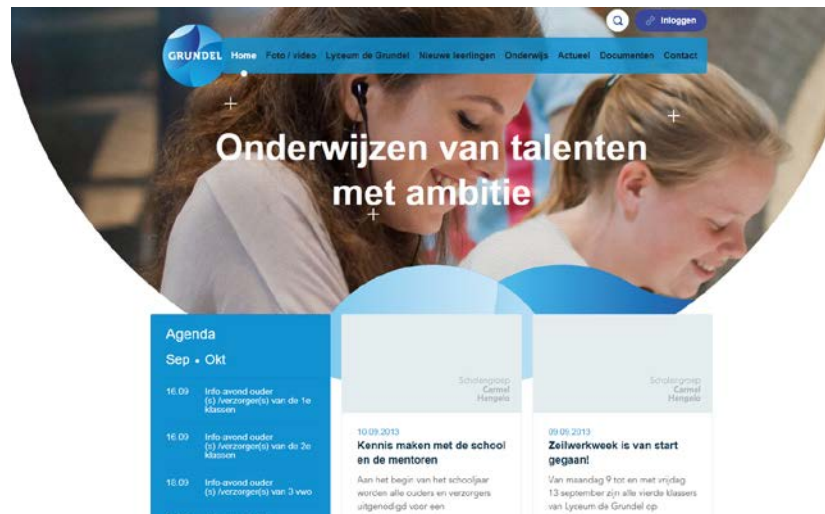 Inloggen
GRUNDEL
Home Foto / video Lyceum de Grundel Nieuwe leerlingen Onderwijs Actueel Documenten Contact
Onderwijzen van talenten
met ambitie
Agenda
Sep • Okt
16.09 Info avond ouder
(s) /verzorger(s) van de 1e
klassen
16.09 Info avond ouder
(s) /verzorger(s) van de 2e
klassen
18.09 Info avond ouder
(s) /verzorger(s) van 3 vwo
Scholengroep
Carmel
Hengelo
10.09.2013
Kennis maken met de school
en de mentoren
Aan het begin van het schooljaar
worden alle ouders en verzorgers
uitgenodigd voor een
Scholengroep
Carmel
Hengelo
09.09.2013
Zeilwerkweek is van start
gegaan!
Van maandag 9 tot en met vrijdag
13 september zijn alle vierde klassers
van Lyceum de Grundel op